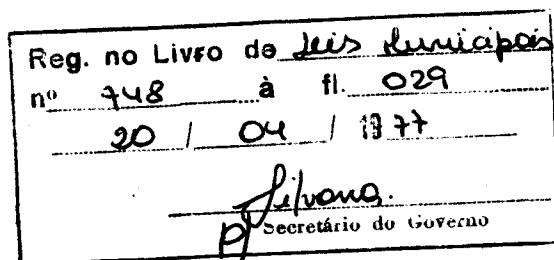 Reg. no Livro de Leis Municipais
nº 748 à fl. 029
20 / 04 / 1977
Silvana.
p/ Secretário do Governo